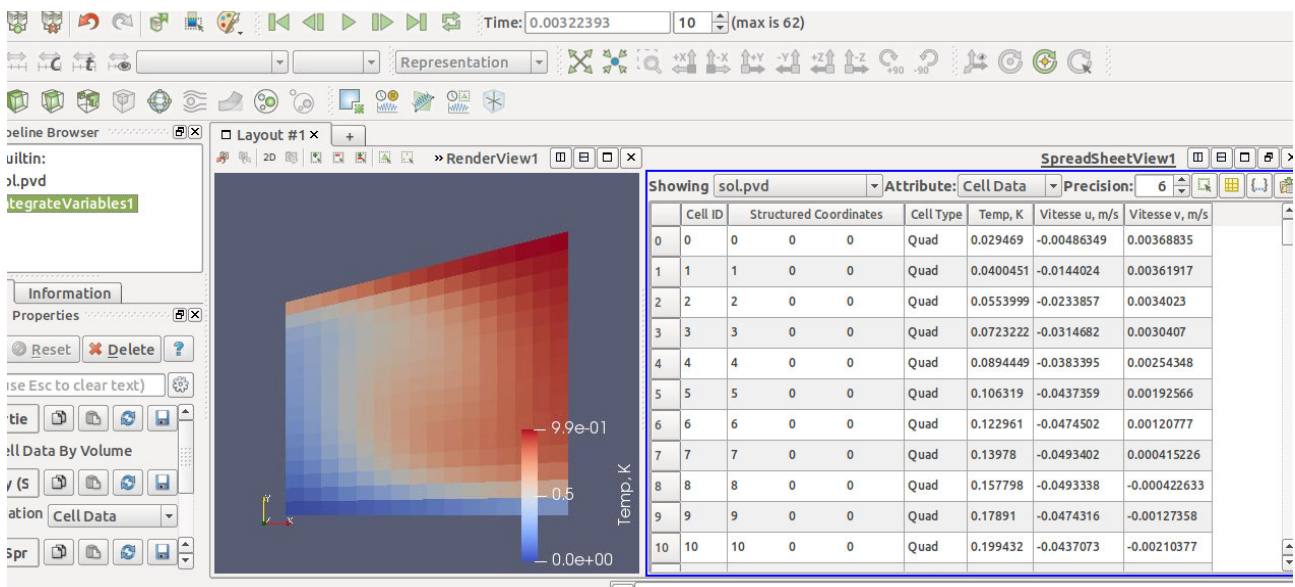 Time: 0.00322393 10 (max is 62)
Representation
+X -X +Y -Y +Z -Z +90 -90
peline Browser
Layout #1 × +
uiltin:
ol.pvd
tegrateVariables1
2D » RenderView1
SpreadSheetView1
Showing sol.pvd Attribute: Cell Data Precision: 6
Cell ID Structured Coordinates Cell Type Temp, K Vitesse u, m/s Vitesse v, m/s
0 0 0 0 0 Quad 0.029469 -0.00486349 0.00368835
1 1 1 0 0 Quad 0.0400451 -0.0144024 0.00361917
2 2 2 0 0 Quad 0.0553999 -0.0233857 0.0034023
3 3 3 0 0 Quad 0.0723222 -0.0314682 0.0030407
4 4 4 0 0 Quad 0.0894449 -0.0383395 0.00254348
5 5 5 0 0 Quad 0.106319 -0.0437359 0.00192566
6 6 6 0 0 Quad 0.122961 -0.0474502 0.00120777
7 7 7 0 0 Quad 0.13978 -0.0493402 0.000415226
8 8 8 0 0 Quad 0.157798 -0.0493338 -0.000422633
9 9 9 0 0 Quad 0.17891 -0.0474316 -0.00127358
10 10 10 0 0 Quad 0.199432 -0.0437073 -0.00210377
Information
Properties
Reset Delete ?
use Esc to clear text)
tie
ell Data By Volume
y (S
ation Cell Data
Spr
9.9e-01
0.5
0.0e+00
Temp, K
Y
X